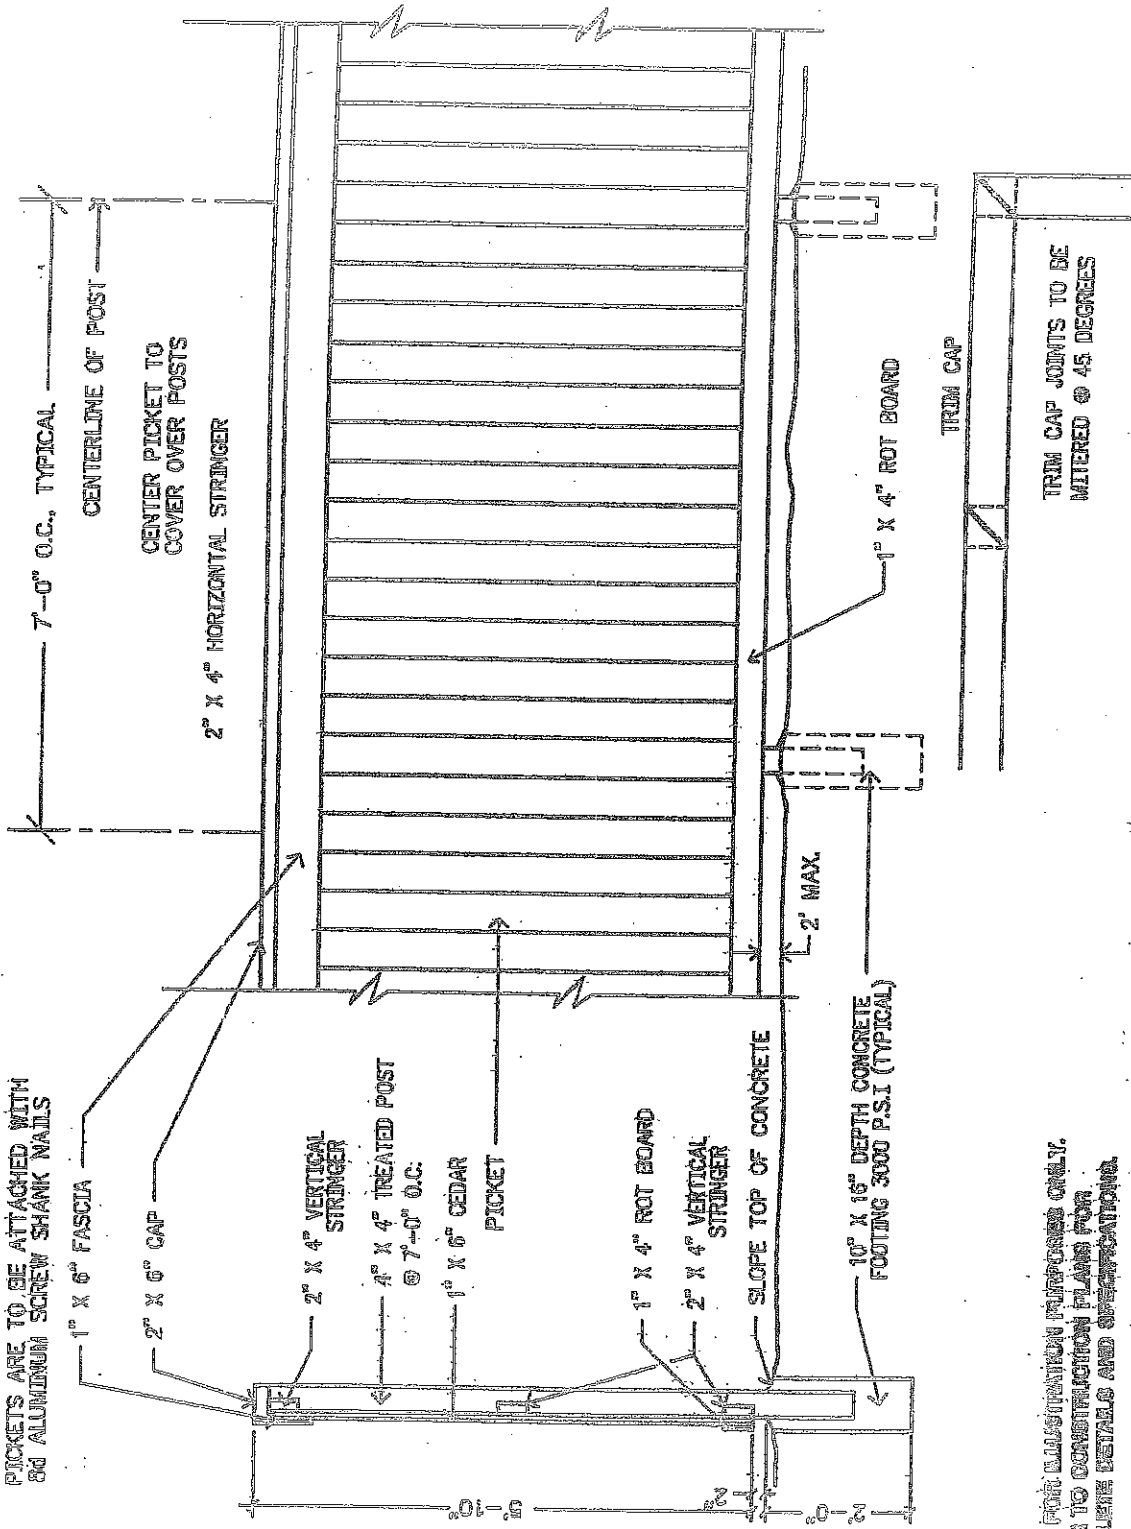 PICKETS ARE TO BE ATTACHED WITH
8d ALUMINUM SCREW SHANK NAILS
1" X 6" FASCIA
2" X 6" CAP
2" X 4" VERTICAL
STRINGER
4" X 4" TREATED POST
@ 7'-0" O.C.
1" X 6" CEDAR
PICKET
1" X 4" ROT BOARD
2" X 4" VERTICAL
STRINGER
SLOPE TOP OF CONCRETE
10" X 16" DEPTH CONCRETE
FOOTING 3000 P.S.I (TYPICAL)
5'-10"
2"
2'-0"
7'-0" O.C., TYPICAL
CENTERLINE OF POST
CENTER PICKET TO
COVER OVER POSTS
2" X 4" HORIZONTAL STRINGER
2' MAX.
1" X 4" ROT BOARD
TRIM CAP
TRIM CAP JOINTS TO BE
MITERED @ 45 DEGREES
FOR ILLUSTRATION PURPOSES ONLY.
TO CONSTRUCTION PLANS FOR
DETAILS AND SPECIFICATIONS.